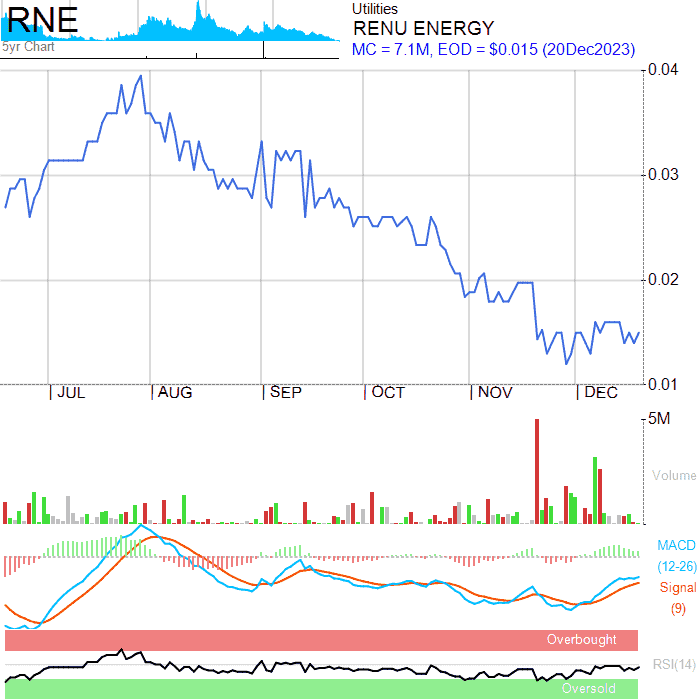 RNE
5yr Chart
Utilities
RENU ENERGY
MC = 7.1M, EOD = $0.015 (20Dec2023)
0.04
0.03
0.02
0.01
JUL AUG SEP OCT NOV DEC
5M
Volume
MACD
(12-26)
Signal
(9)
Overbought
RSI(14)
Oversold